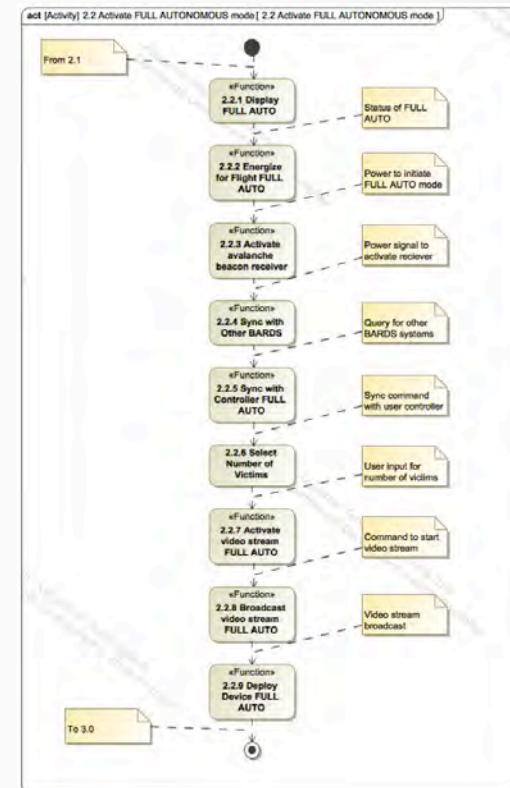 act [Activity] 2.2 Activate FULL AUTONOMOUS mode [ 2.2 Activate FULL AUTONOMOUS mode ]
From 2.1
«Function»
2.2.1 Display
FULL AUTO
Status of FULL
AUTO
«Function»
2.2.2 Energize
for Flight FULL
AUTO
Power to initiate
FULL AUTO mode
«Function»
2.2.3 Activate
avalanche
beacon receiver
Power signal to
activate reciever
«Function»
2.2.4 Sync with
Other BARDS
Query for other
BARDS systems
«Function»
2.2.5 Sync with
Controller FULL
AUTO
Sync command
with user controller
«Function»
2.2.6 Select
Number of
Victims
User input for
number of victims
«Function»
2.2.7 Activate
video stream
FULL AUTO
Command to start
video stream
«Function»
2.2.8 Broadcast
video stream
FULL AUTO
Video stream
broadcast
«Function»
2.2.9 Deploy
Device FULL
AUTO
To 3.0